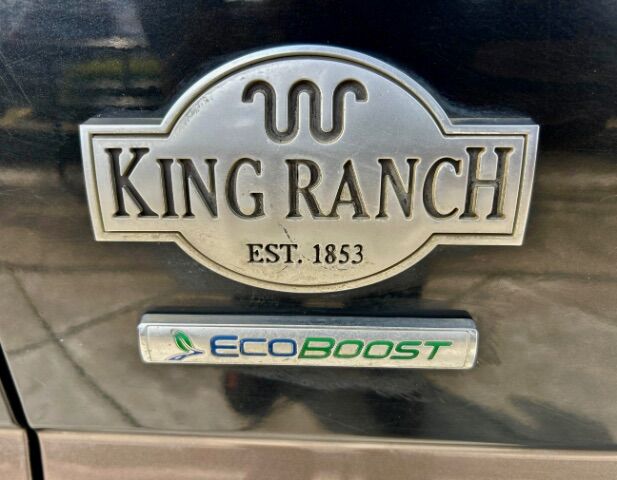 KING RANCH
EST. 1853
ECOBOOST